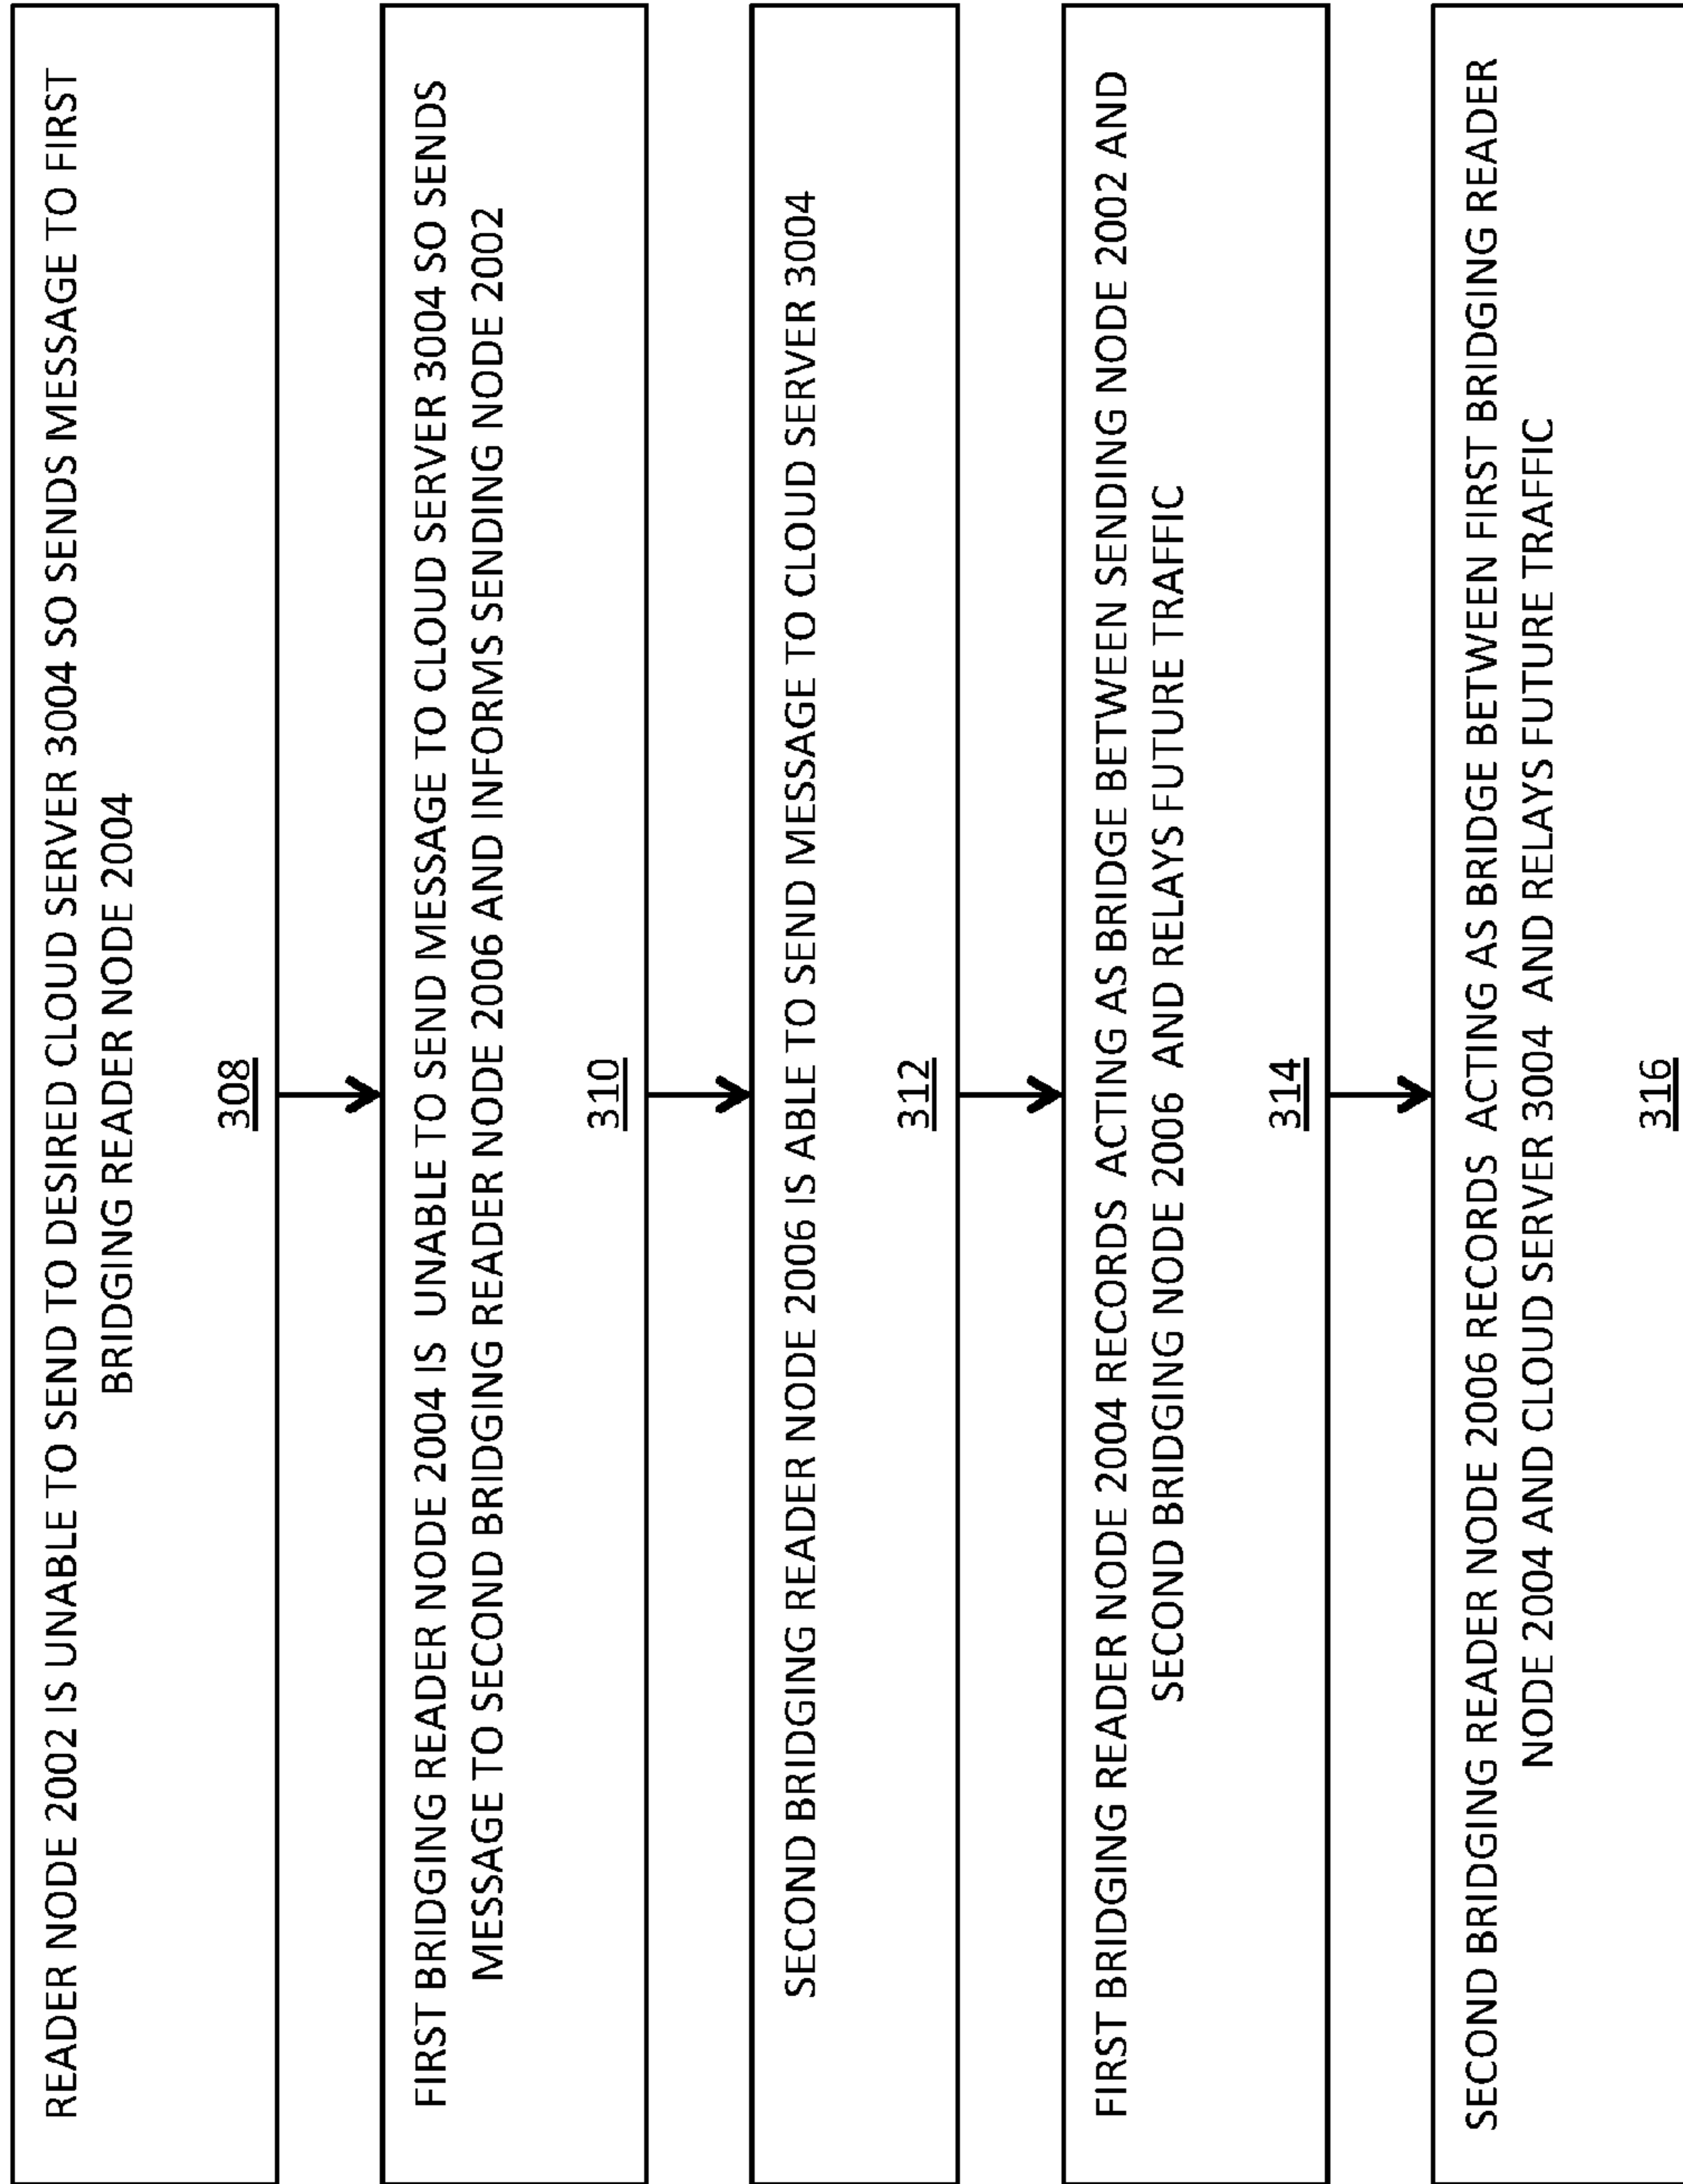 READER NODE 2002 IS UNABLE TO SEND TO DESIRED CLOUD SERVER 3004 SO SENDS MESSAGE TO FIRST
BRIDGING READER NODE 2004
308
FIRST BRIDGING READER NODE 2004 IS UNABLE TO SEND MESSAGE TO CLOUD SERVER 3004 SO SENDS
MESSAGE TO SECOND BRIDGING READER NODE 2006 AND INFORMS SENDING NODE 2002
310
SECOND BRIDGING READER NODE 2006 IS ABLE TO SEND MESSAGE TO CLOUD SERVER 3004
312
FIRST BRIDGING READER NODE 2004 RECORDS ACTING AS BRIDGE BETWEEN SENDING NODE 2002 AND
SECOND BRIDGING NODE 2006 AND RELAYS FUTURE TRAFFIC
314
SECOND BRIDGING READER NODE 2006 RECORDS ACTING AS BRIDGE BETWEEN FIRST BRIDGING READER
NODE 2004 AND CLOUD SERVER 3004 AND RELAYS FUTURE TRAFFIC
316